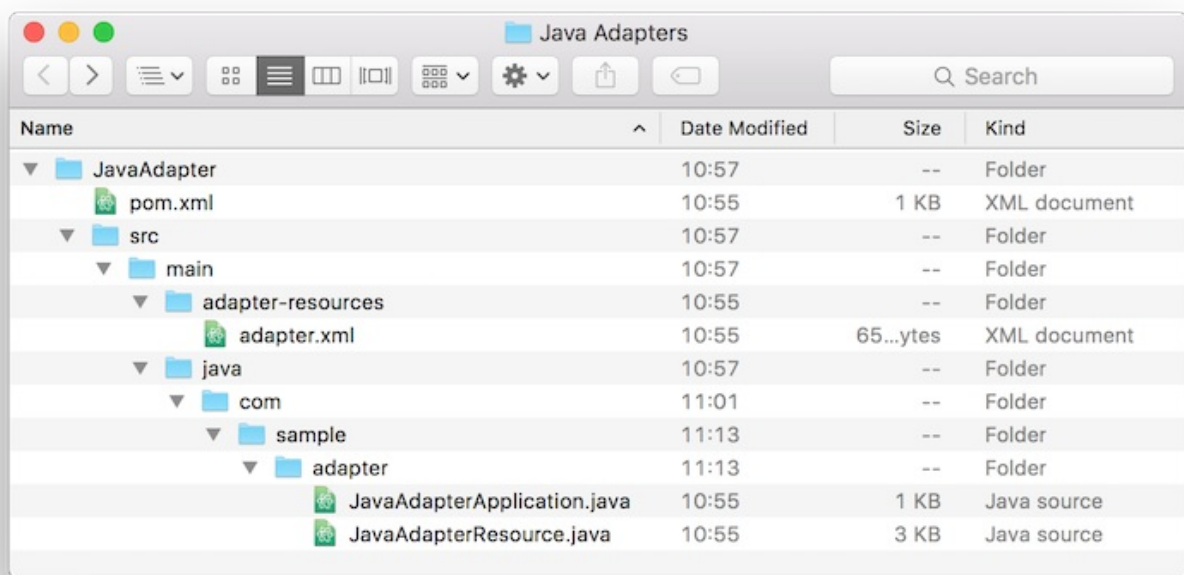 Java Adapters
Search
Name Date Modified Size Kind
JavaAdapter 10:57 -- Folder
pom.xml 10:55 1 KB XML document
src 10:57 -- Folder
main 10:57 -- Folder
adapter-resources 10:55 -- Folder
adapter.xml 10:55 65...ytes XML document
java 10:57 -- Folder
com 11:01 -- Folder
sample 11:13 -- Folder
adapter 11:13 -- Folder
JavaAdapterApplication.java 10:55 1 KB Java source
JavaAdapterResource.java 10:55 3 KB Java source